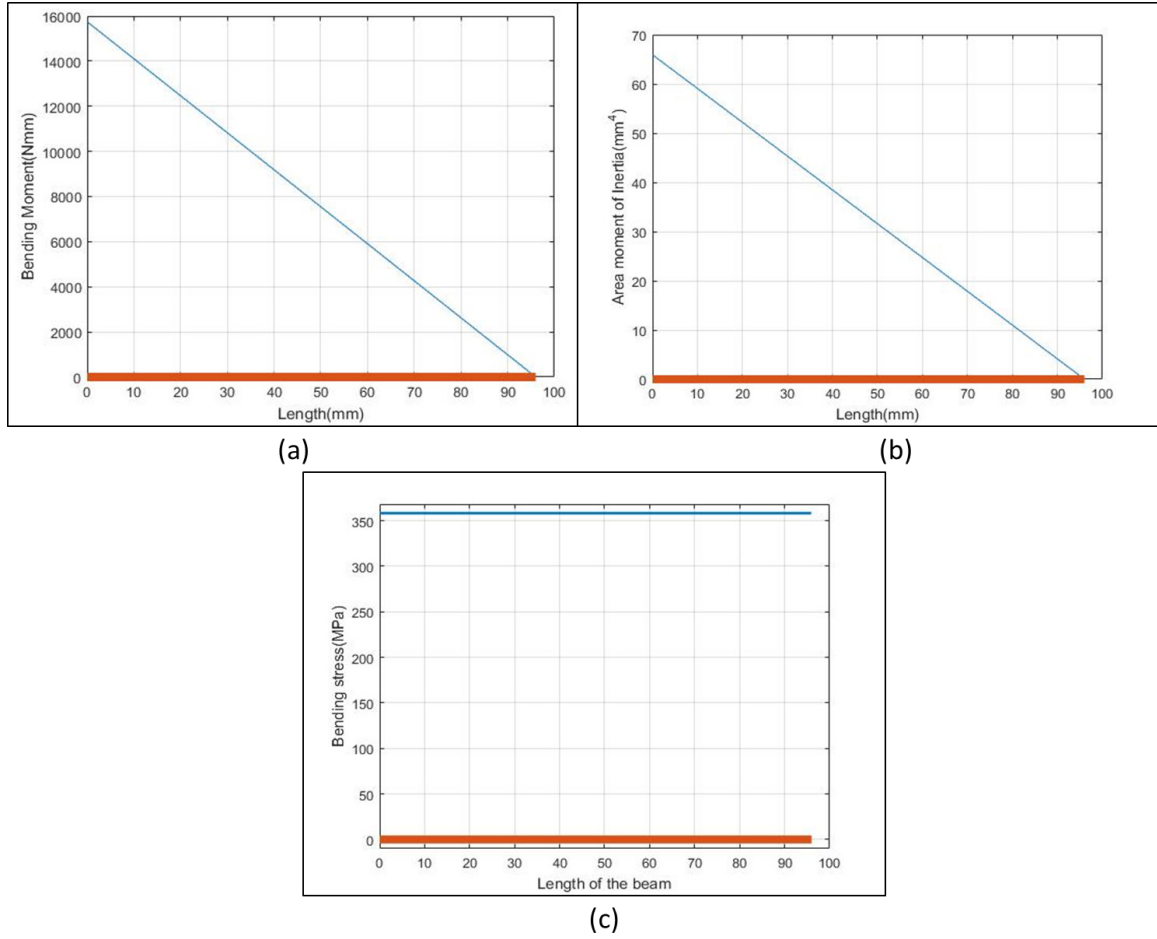 16000
14000
12000
10000
8000
6000
4000
2000
0
Bending Moment(Nmm)
0 10 20 30 40 50 60 70 80 90 100
Length(mm)
(a)
70
60
50
40
30
20
10
0
Area moment of Inertia(mm^4)
0 10 20 30 40 50 60 70 80 90 100
Length(mm)
(b)
350
300
250
200
150
100
50
0
Bending stress(MPa)
0 10 20 30 40 50 60 70 80 90 100
Length of the beam
(c)